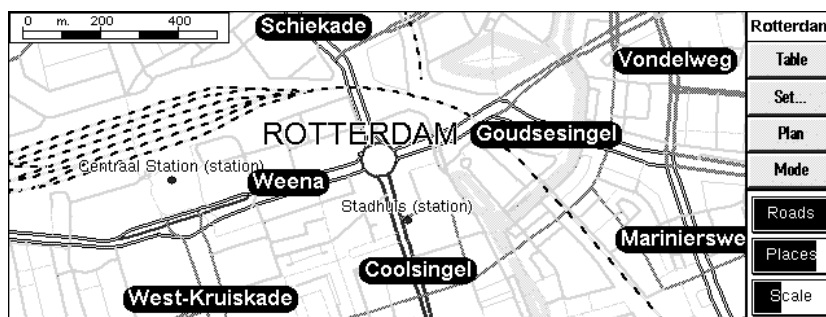 0 m. 200 400
Schiekade
Vondelweg
ROTTERDAM
Goudsesingel
Centraal Station (station)
Weena
Stadhuis (station)
Marinierswe
Coolsingel
West-Kruiskade
Rotterdam
Table
Set...
Plan
Mode
Roads
Places
Scale